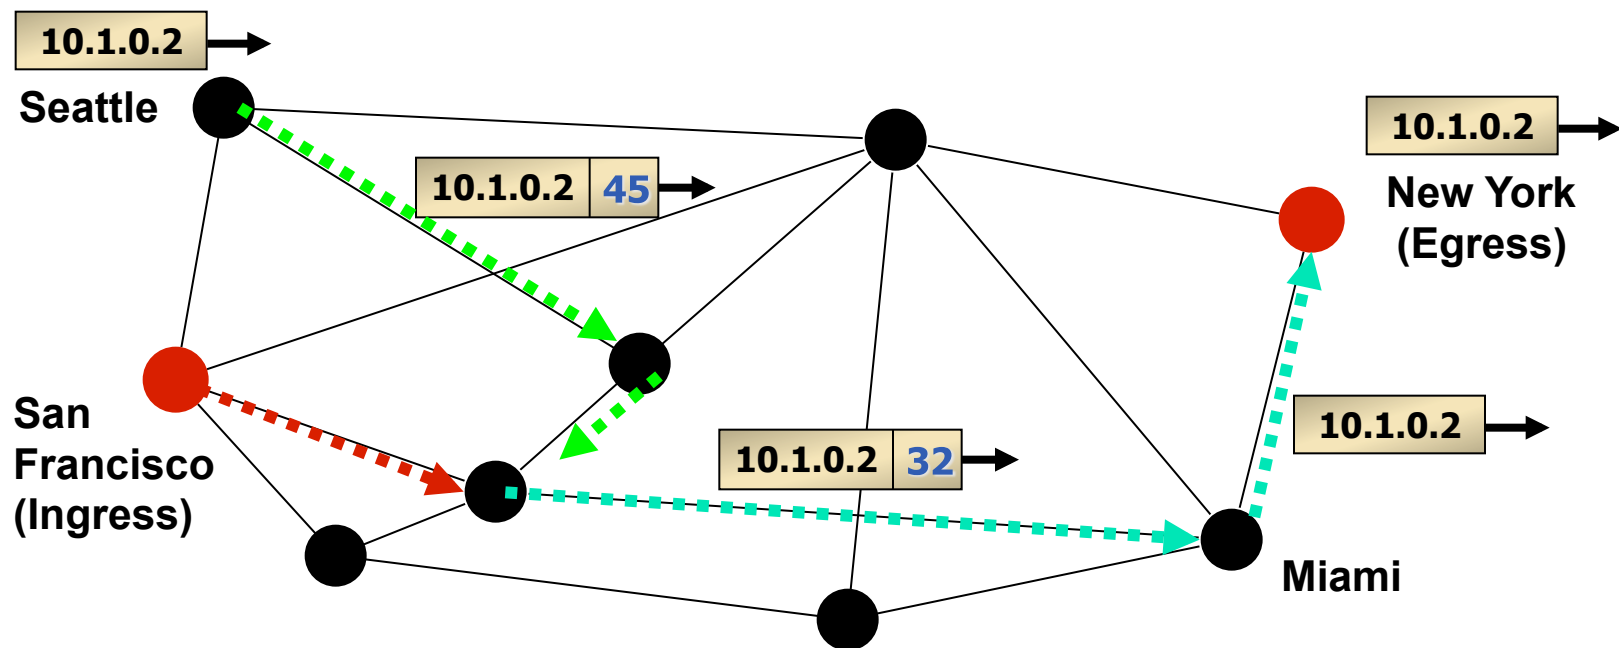 10.1.0.2
Seattle
10.1.0.2 45
10.1.0.2
New York
(Egress)
San
Francisco
(Ingress)
10.1.0.2 32
10.1.0.2
Miami